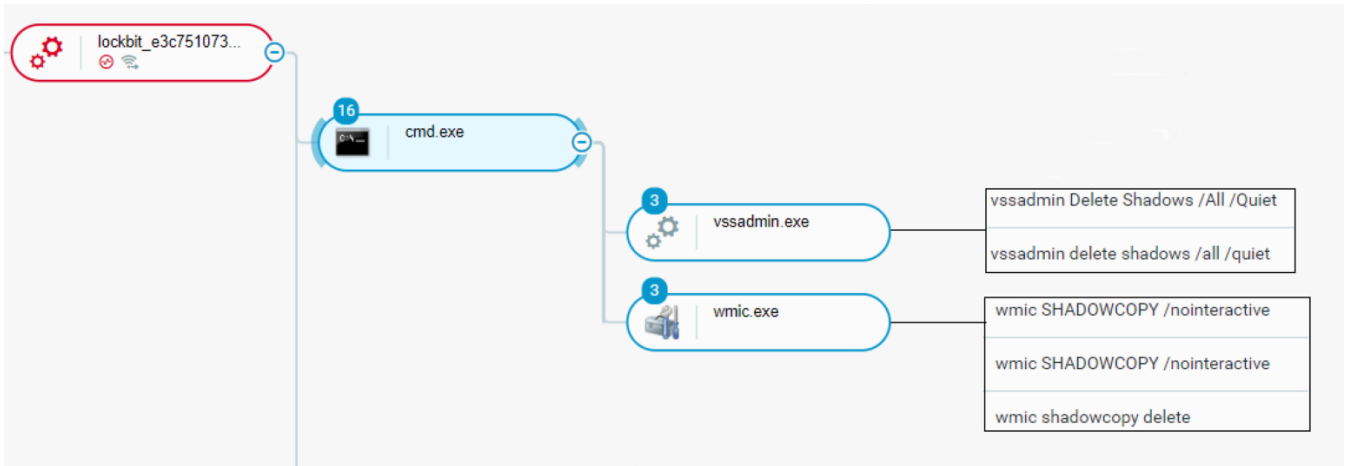 lockbit_e3c751073...
16
cmd.exe
3
vssadmin.exe
vssadmin Delete Shadows /All /Quiet
vssadmin delete shadows /all /quiet
3
wmic.exe
wmic SHADOWCOPY /nointeractive
wmic SHADOWCOPY /nointeractive
wmic shadowcopy delete